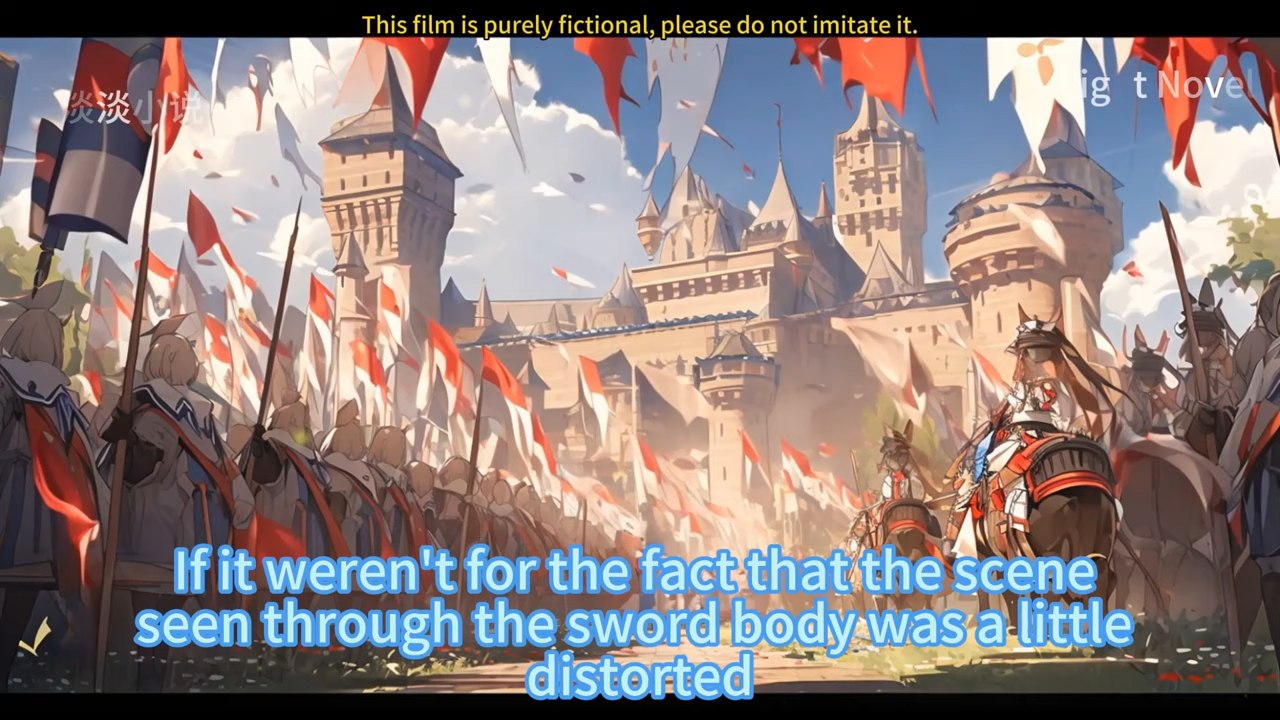 This film is purely fictional, please do not imitate it.
淡淡小说
ig t Novel
If it weren't for the fact that the scene
seen through the sword body was a little
distorted